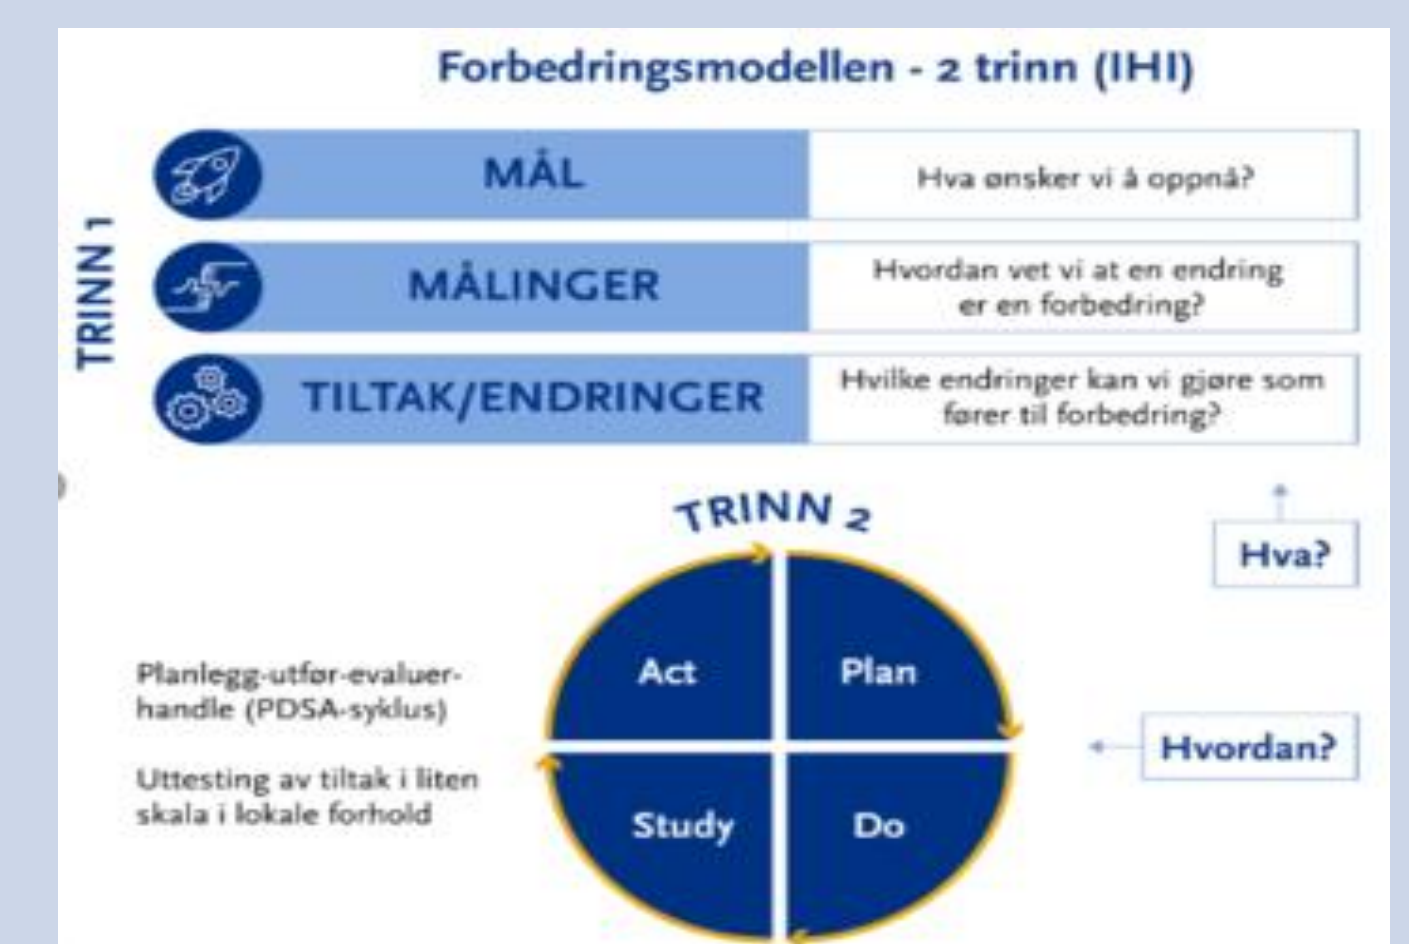 Forbedringsmodellen - 2 trinn (IHI)
TRINN 1
MÅL
Hva ønsker vi å oppnå?
MÅLINGER
Hvordan vet vi at en endring
er en forbedring?
TILTAK/ENDRINGER
Hvilke endringer kan vi gjøre som
fører til forbedring?
Hva?
TRINN 2
Act
Plan
Planlegg-utfør-evaluer-
handle (PDSA-syklus)
Hvordan?
Uttesting av tiltak i liten
skala i lokale forhold
Study
Do